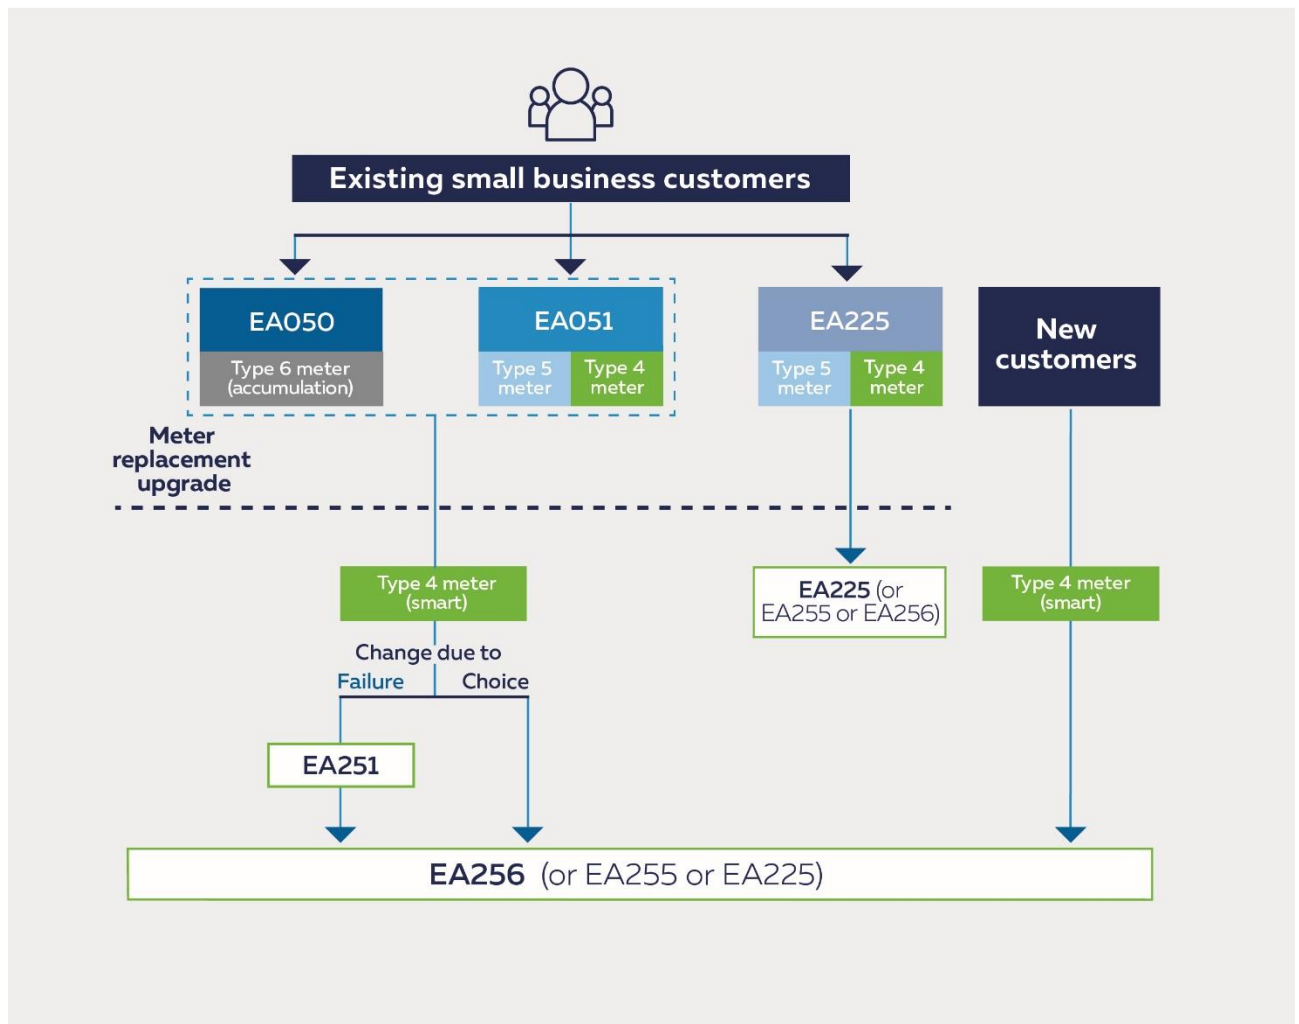 Existing small business customers
EA050
Type 6 meter
(accumulation)
EA051
Type 5
meter
Type 4
meter
EA225
Type 5
meter
Type 4
meter
New
customers
Meter
replacement
upgrade
Type 4 meter
(smart)
EA225 (or
EA255 or EA256)
Type 4 meter
(smart)
Change due to
Failure
Choice
EA251
EA256 (or EA255 or EA225)